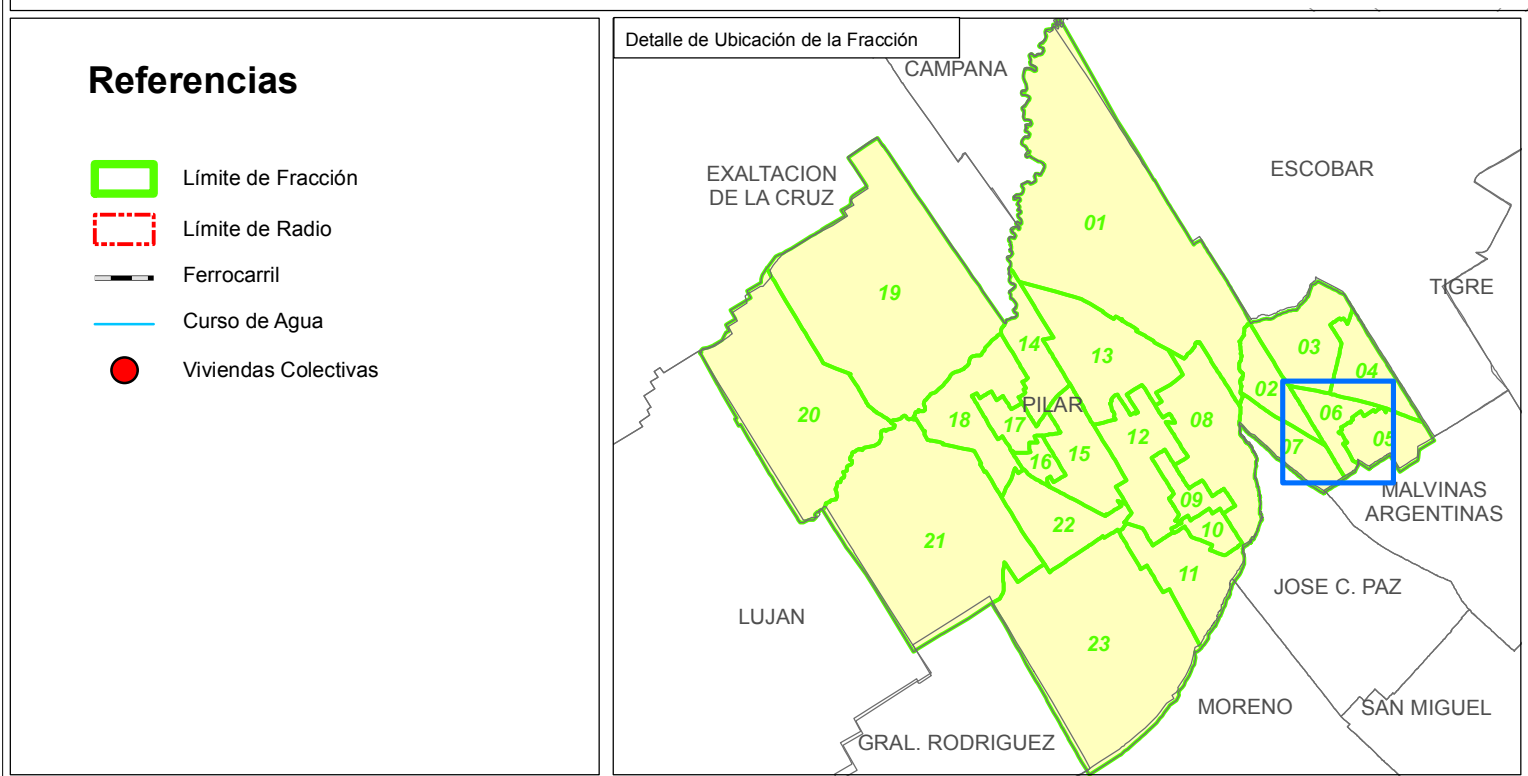 Referencias
Límite de Fracción
Límite de Radio
Ferrocarril
Curso de Agua
Viviendas Colectivas
Detalle de Ubicación de la Fracción
CAMPANA
EXALTACION
DE LA CRUZ
ESCOBAR
TIGRE
01
19
14
13
03
04
02
06
05
07
20
18
17
PILAR
12
08
16
15
09
10
22
21
11
23
MALVINAS
ARGENTINAS
JOSE C. PAZ
LUJAN
MORENO
SAN MIGUEL
GRAL. RODRIGUEZ